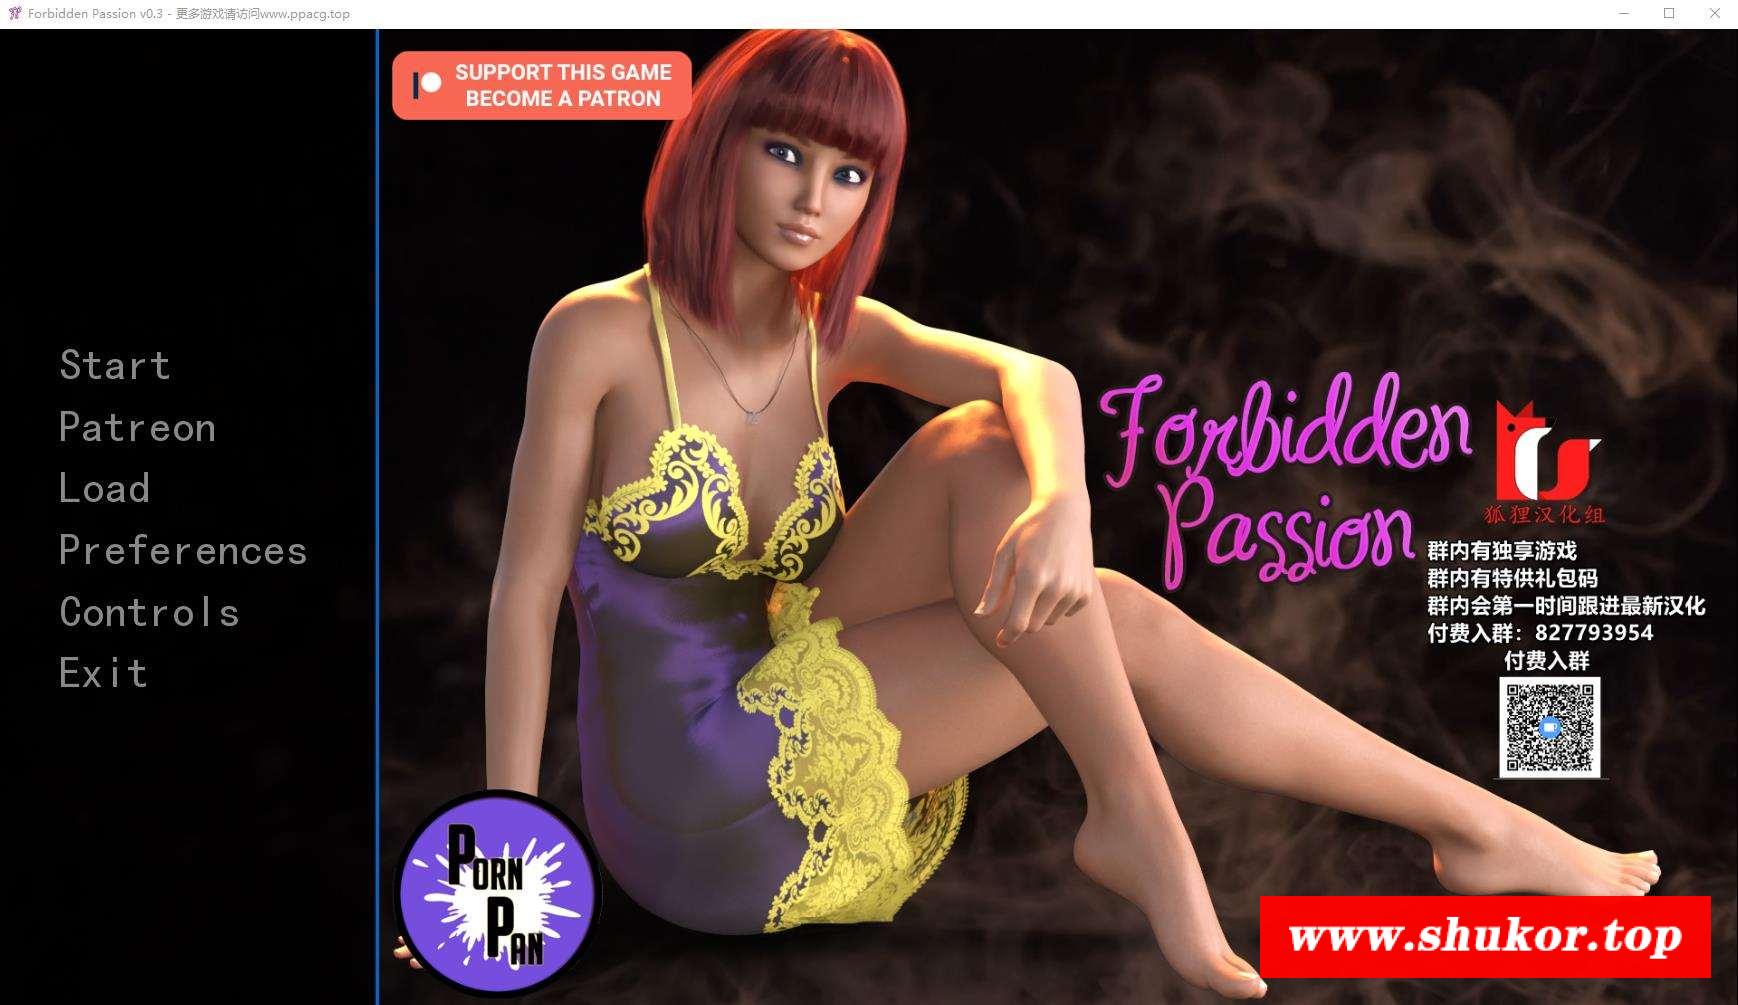 Forbidden Passion v0.3 - 更多游戏请访问www.ppacg.top
SUPPORT THIS GAME
BECOME A PATRON
Start
Patreon
Load
Preferences
Controls
Exit
Forbidden
Passion
狐狸汉化组
群内有独享游戏
群内有特供礼包码
群内会第一时间跟进最新汉化
付费入群：827793954
付费入群
PORN
PAN
www.shukor.top